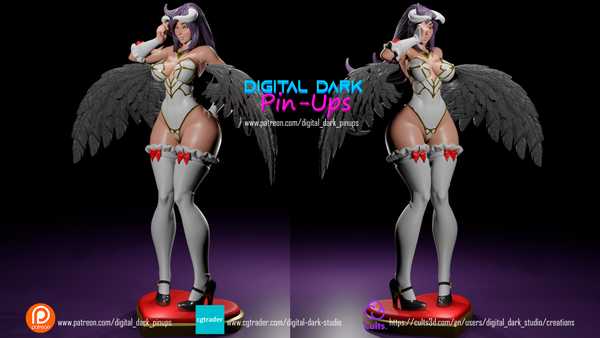 DIGITAL DARK
Pin-Ups
www.patreon.com/digital_dark_pinups
patreon
www.patreon.com/digital_dark_pinups
cgtrader
www.cgtrader.com/digital-dark-studio
Cults.
https://cults3d.com/en/users/digital_dark_studio/creations